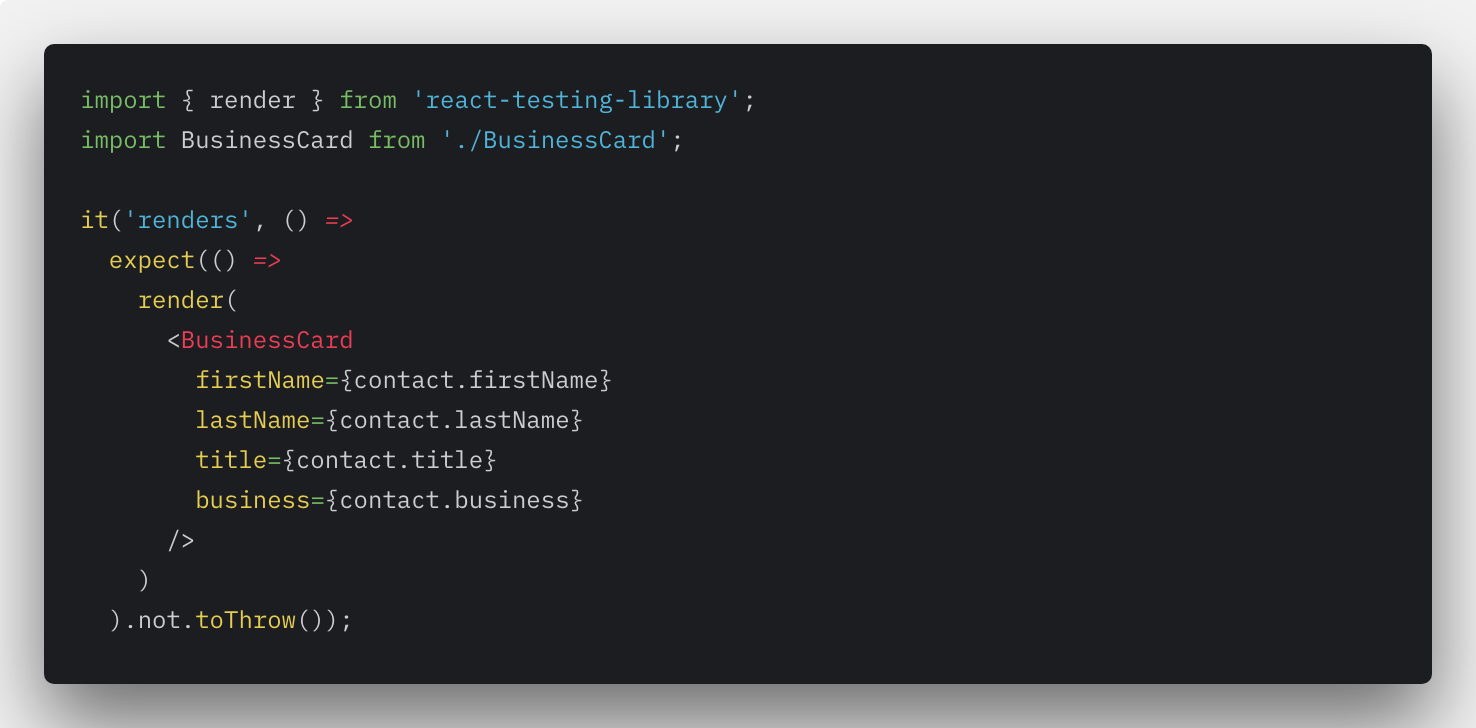 import { render } from 'react-testing-library';
import BusinessCard from './BusinessCard';

it('renders', () =>
  expect(() =>
    render(
      <BusinessCard
        firstName={contact.firstName}
        lastName={contact.lastName}
        title={contact.title}
        business={contact.business}
      />
    )
  ).not.toThrow());